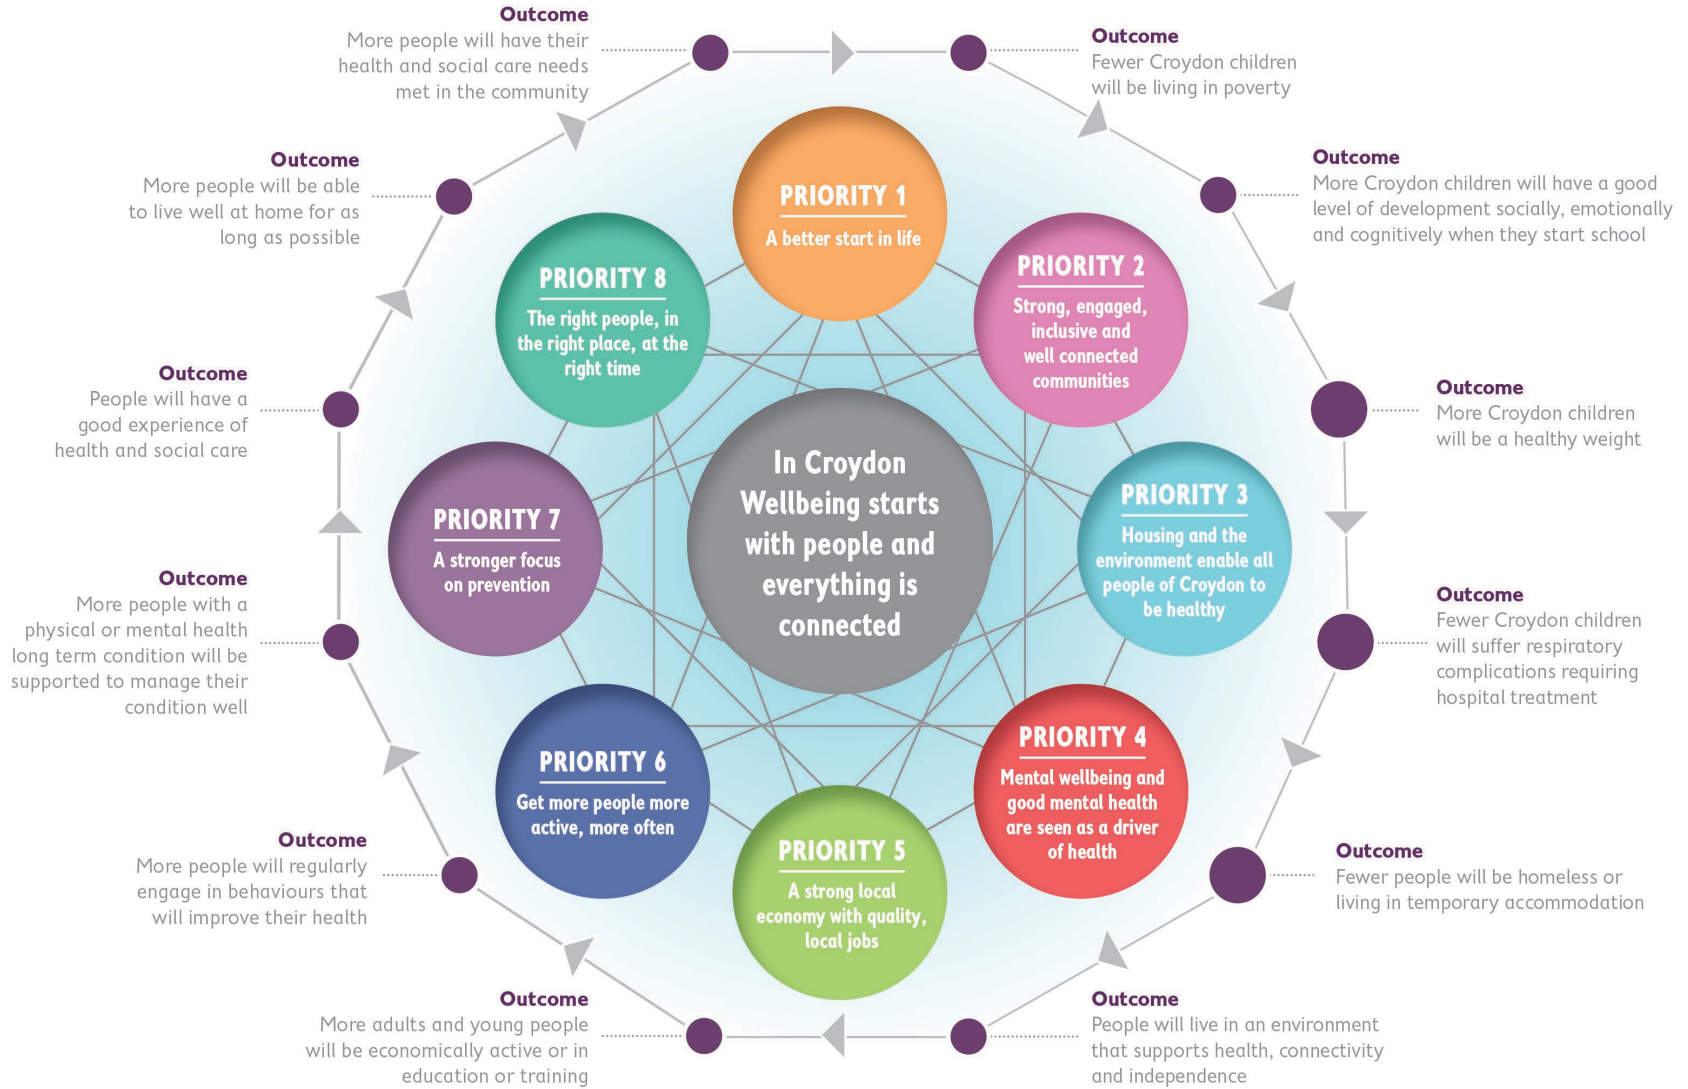 Outcome
More people will have their
health and social care needs
met in the community
Outcome
Fewer Croydon children
will be living in poverty
Outcome
More Croydon children will have a good
level of development socially, emotionally
and cognitively when they start school
Outcome
More Croydon children
will be a healthy weight
Outcome
Fewer Croydon children
will suffer respiratory
complications requiring
hospital treatment
Outcome
Fewer people will be homeless or
living in temporary accommodation
Outcome
People will live in an environment
that supports health, connectivity
and independence
Outcome
More adults and young people
will be economically active or in
education or training
Outcome
More people will regularly
engage in behaviours that
will improve their health
Outcome
More people with a
physical or mental health
long term condition will be
supported to manage their
condition well
Outcome
People will have a
good experience of
health and social care
Outcome
More people will be able
to live well at home for as
long as possible
PRIORITY 1
A better start in life
PRIORITY 2
Strong, engaged,
inclusive and
well connected
communities
PRIORITY 3
Housing and the
environment enable all
people of Croydon to
be healthy
PRIORITY 4
Mental wellbeing and
good mental health
are seen as a driver
of health
PRIORITY 5
A strong local
economy with quality,
local jobs
PRIORITY 6
Get more people more
active, more often
PRIORITY 7
A stronger focus
on prevention
PRIORITY 8
The right people, in
the right place, at the
right time
In Croydon
Wellbeing starts
with people and
everything is
connected